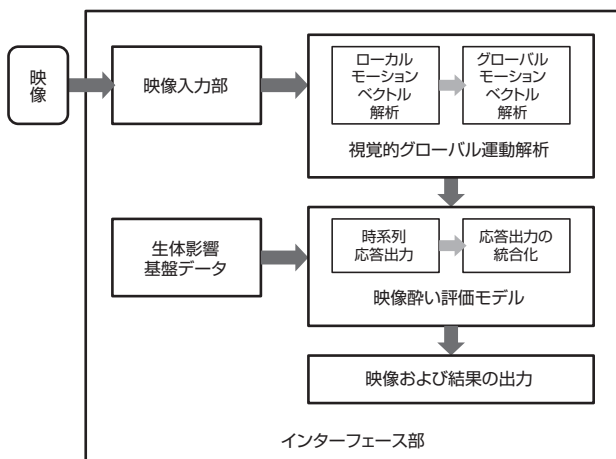 映
像
映像入力部
ローカル
モーション
ベクトル
解析
グローバル
モーション
ベクトル
解析
視覚的グローバル運動解析
生体影響
基盤データ
時系列
応答出力
応答出力の
統合化
映像酔い評価モデル
映像および結果の出力
インターフェース部